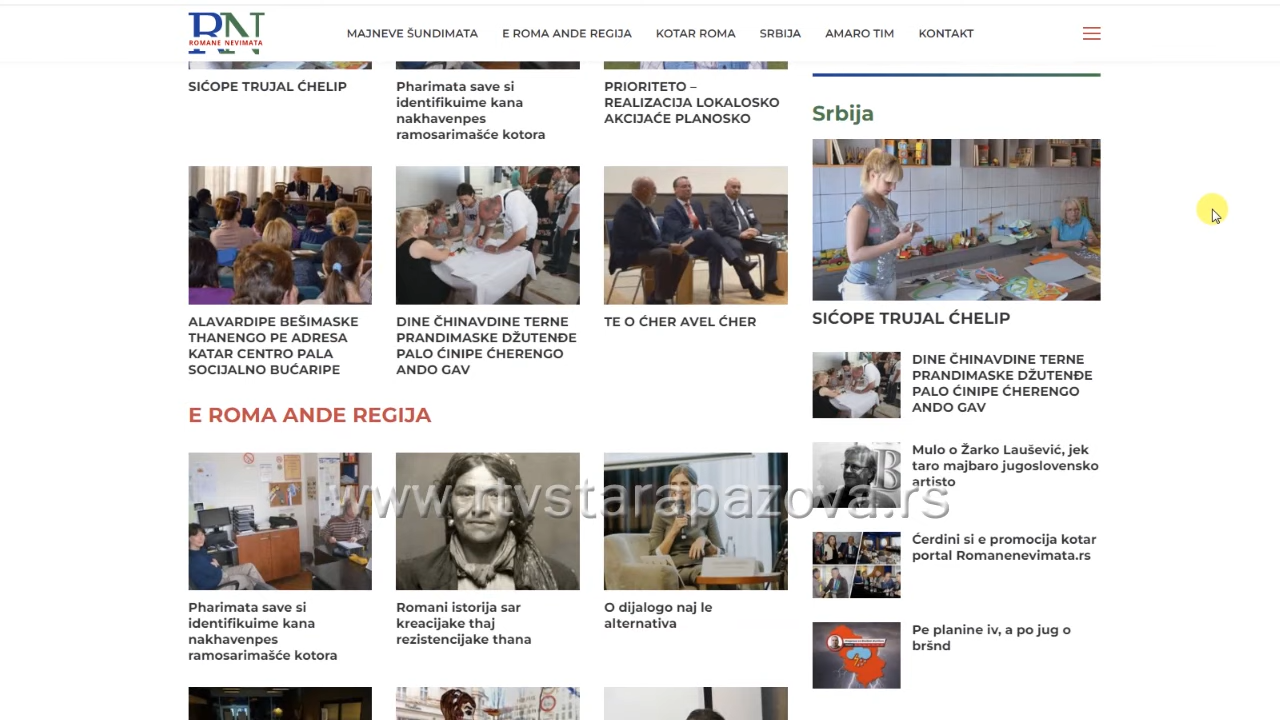 RN
ROMANE NEVIMATA
MAJNEVE ŠUNDIMATA
E ROMA ANDE REGIJA
KOTAR ROMA
SRBIJA
AMARO TIM
KONTAKT
SIĆOPE TRUJAL ĆHELIP
Pharimata save si
identifikuime kana
nakhavenpes
ramosarimašće kotora
PRIORITETO –
REALIZACIJA LOKALOSKO
AKCIJAĆE PLANOSKO
ALAVARDIPE BEŠIMASKE
THANENGO PE ADRESA
KATAR CENTRO PALA
SOCIJALNO BUĆARIPE
DINE ČHINAVDINE TERNE
PRANDIMASKE DŽUTENĐE
PALO ĆINIPE ĆHERENGO
ANDO GAV
TE O ĆHER AVEL ĆHER
E ROMA ANDE REGIJA
Pharimata save si
identifikuime kana
nakhavenpes
ramosarimašće kotora
Romani istorija sar
kreacijake thaj
rezistencijake thana
O dijalogo naj le
alternativa
www.rtvstarapazova.rs
Srbija
SIĆOPE TRUJAL ĆHELIP
DINE ČHINAVDINE TERNE
PRANDIMASKE DŽUTENĐE
PALO ĆINIPE ĆHERENGO
ANDO GAV
Mulo o Žarko Laušević, jek
taro majbaro jugoslovensko
artisto
Ćerdini si e promocija kotar
portal Romanenevimata.rs
Pe planine iv, a po jug o
bršnd